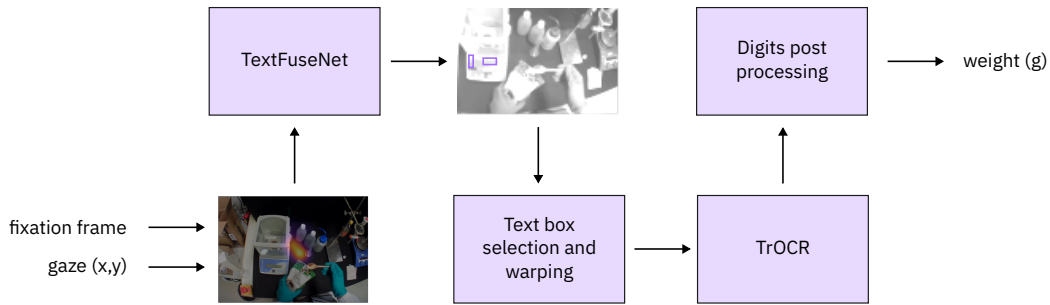 fixation frame
gaze (x,y)
TextFuseNet
Text box
selection and
warping
TrOCR
Digits post
processing
weight (g)